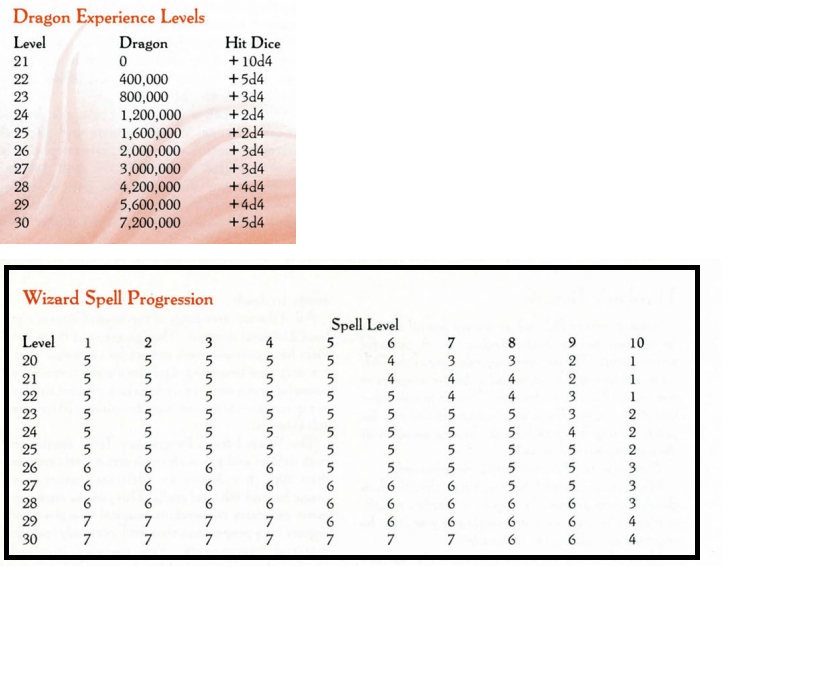 Dragon Experience Levels
Level Dragon Hit Dice
21 0 + 10d4
22 400,000 +5d4
23 800,000 +3d4
24 1,200,000 +2d4
25 1,600,000 +2d4
26 2,000,000 +3d4
27 3,000,000 +3d4
28 4,200,000 +4d4
29 5,600,000 +4d4
30 7,200,000 +5d4
Wizard Spell Progression
Spell Level
Level 1 2 3 4 5 6 7 8 9 10
20 5 5 5 5 5 4 3 3 2 1
21 5 5 5 5 5 4 4 4 2 1
22 5 5 5 5 5 5 4 4 3 1
23 5 5 5 5 5 5 5 5 3 2
24 5 5 5 5 5 5 5 5 4 2
25 5 5 5 5 5 5 5 5 5 2
26 6 6 6 6 5 5 5 5 5 3
27 6 6 6 6 6 6 6 5 5 3
28 6 6 6 6 6 6 6 6 6 3
29 7 7 7 7 6 6 6 6 6 4
30 7 7 7 7 7 7 7 6 6 4